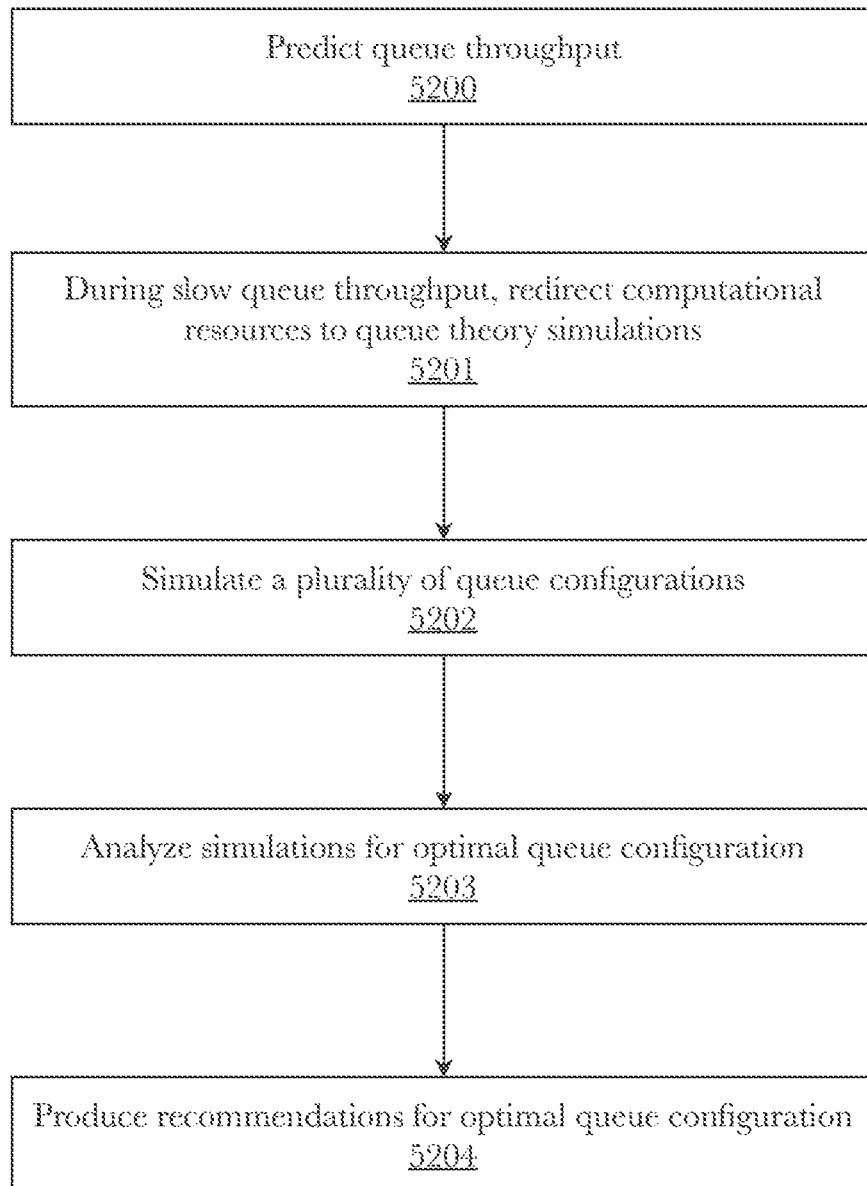 Predict queue throughput
5200
During slow queue throughput, redirect computational
resources to queue theory simulations
5201
Simulate a plurality of queue configurations
5202
Analyze simulations for optimal queue configuration
5203
Produce recommendations for optimal queue configuration
5204